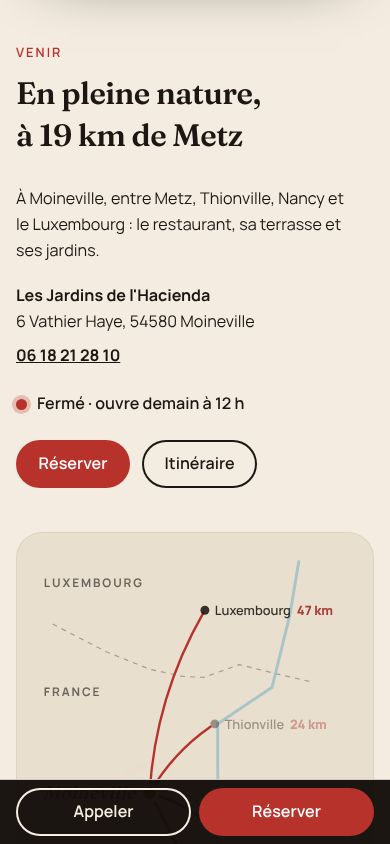 VENIR
En pleine nature,
à 19 km de Metz
À Moineville, entre Metz, Thionville, Nancy et
le Luxembourg : le restaurant, sa terrasse et
ses jardins.
Les Jardins de l'Hacienda
6 Vathier Haye, 54580 Moineville
06 18 21 28 10
Fermé · ouvre demain à 12 h
Réserver
Itinéraire
LUXEMBOURG
Luxembourg 47 km
FRANCE
Thionville 24 km
Appeler
Réserver